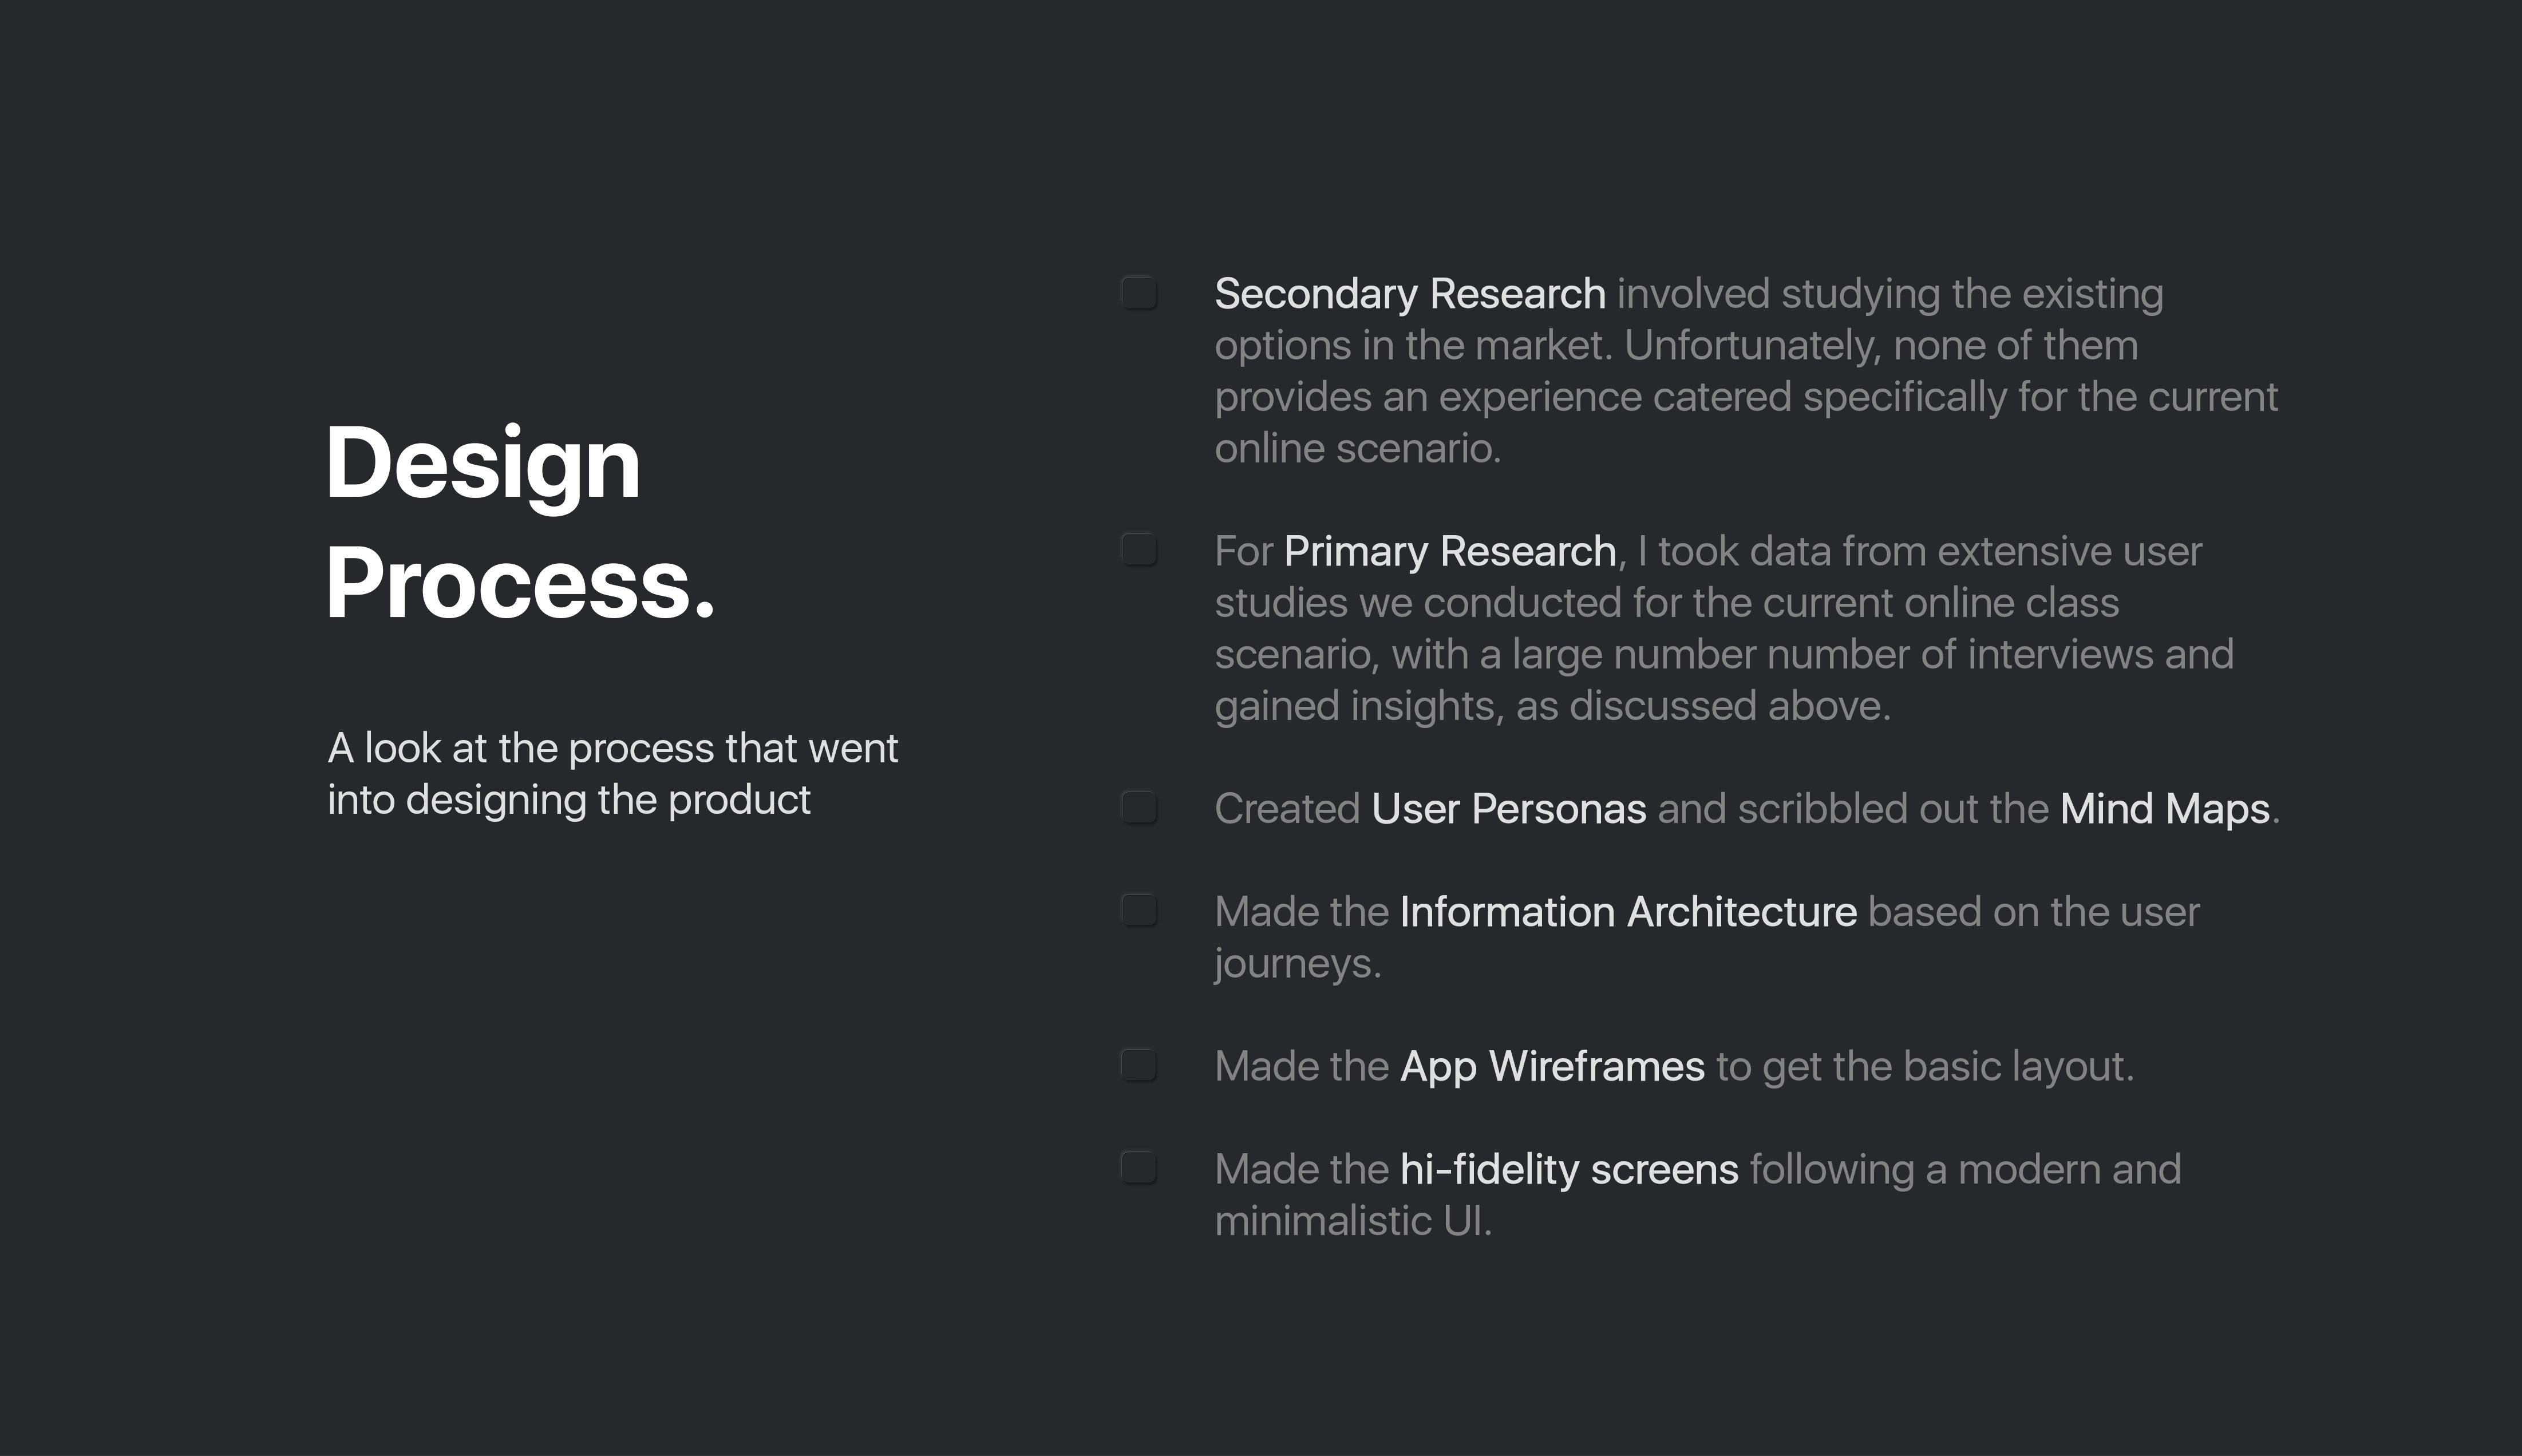 Design
Process.
A look at the process that went
into designing the product
Secondary Research involved studying the existing
options in the market. Unfortunately, none of them
provides an experience catered specifically for the current
online scenario.
For Primary Research, I took data from extensive user
studies we conducted for the current online class
scenario, with a large number number of interviews and
gained insights, as discussed above.
Created User Personas and scribbled out the Mind Maps.
Made the Information Architecture based on the user
journeys.
Made the App Wireframes to get the basic layout.
Made the hi-fidelity screens following a modern and
minimalistic UI.